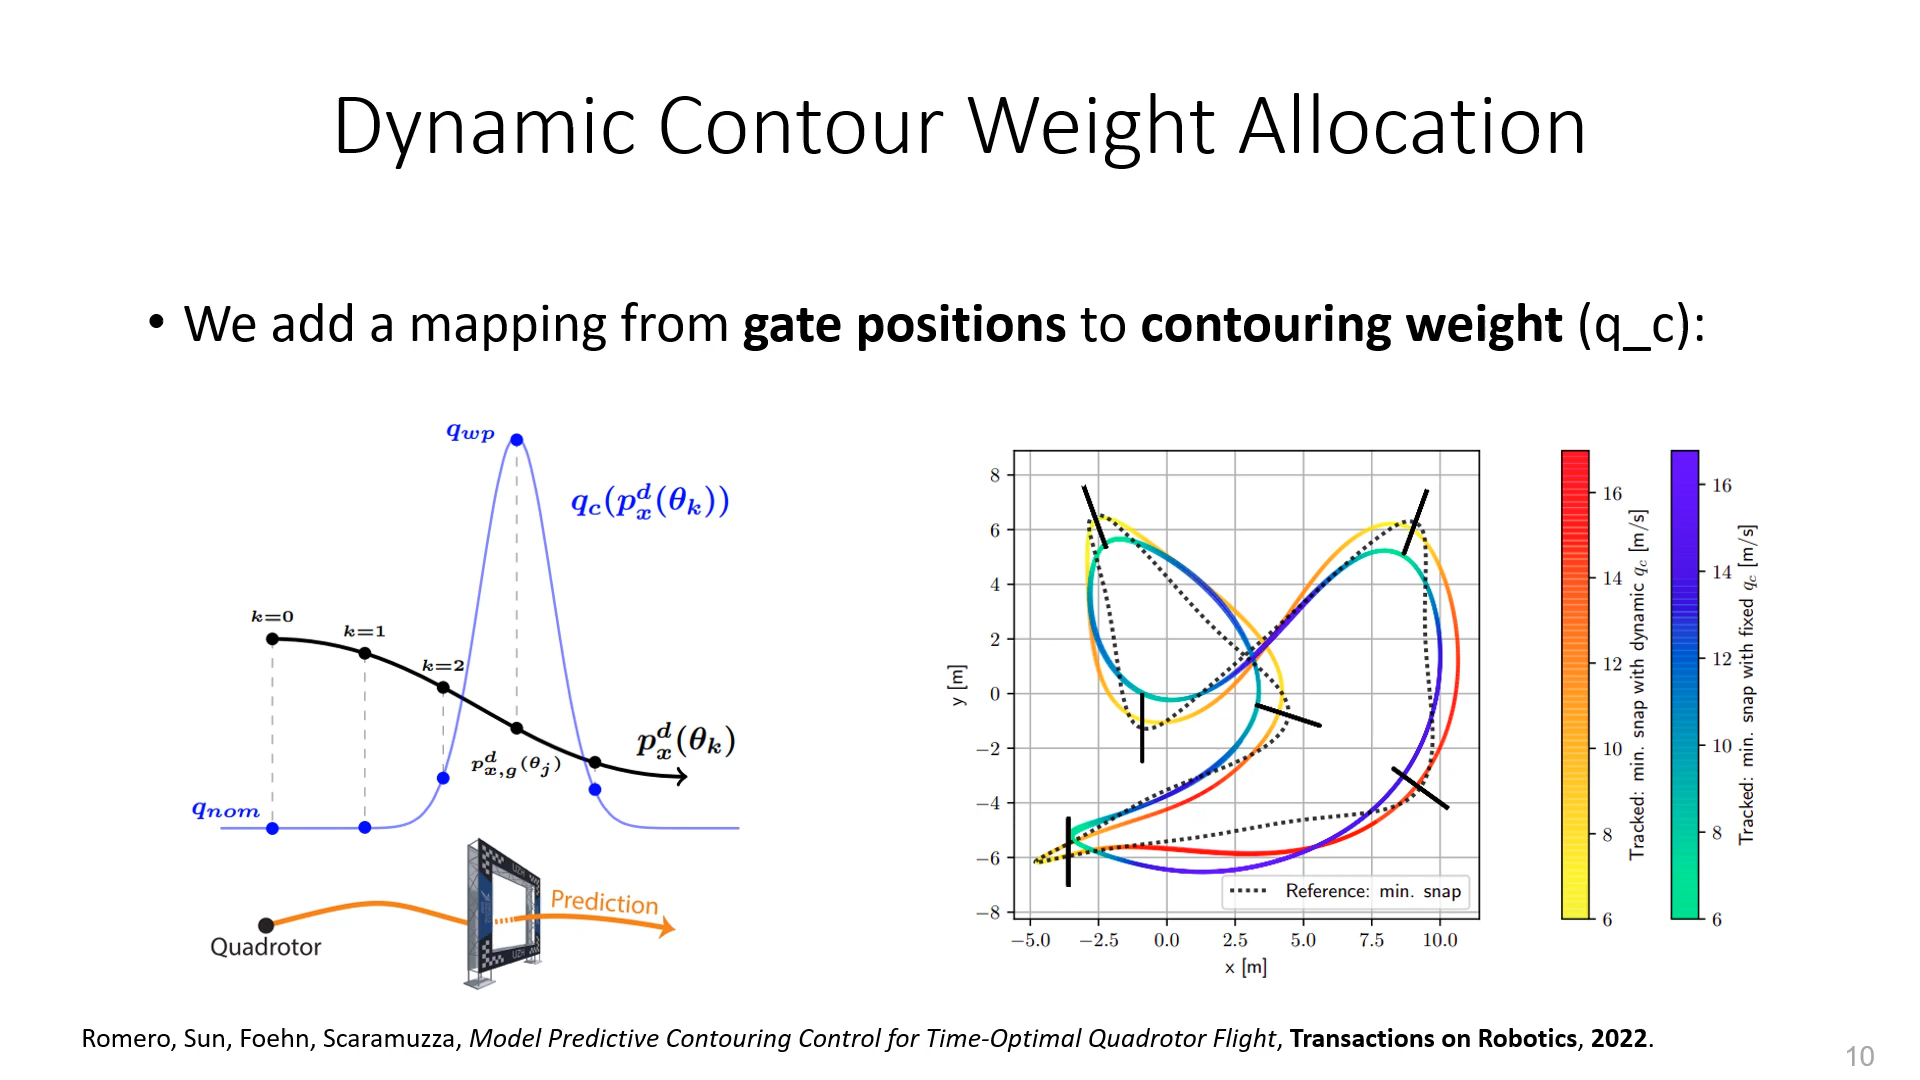 Dynamic Contour Weight Allocation
• We add a mapping from gate positions to contouring weight (q_c):
q_wp
q_c(p_x^d(θ_k))
k=0
k=1
k=2
p_x^d(θ_k)
p_{x,g}^d(θ_j)
q_nom
Prediction
Quadrotor
8
6
4
2
0
−2
−4
−6
−8
y [m]
−5.0 −2.5 0.0 2.5 5.0 7.5 10.0
x [m]
Reference: min. snap
16
14
12
10
8
6
Tracked: min. snap with dynamic q_c [m/s]
16
14
12
10
8
6
Tracked: min. snap with fixed q_c [m/s]
Romero, Sun, Foehn, Scaramuzza, Model Predictive Contouring Control for Time-Optimal Quadrotor Flight, Transactions on Robotics, 2022.
10